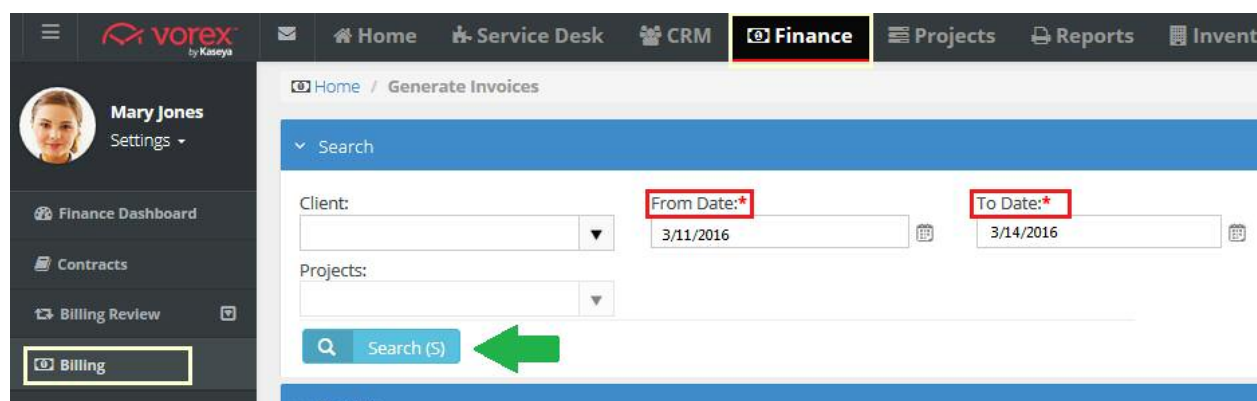 vorex
by Kaseya
Home Service Desk CRM Finance Projects Reports Invent
Home / Generate Invoices
Mary Jones
Settings
Search
Client: From Date:* To Date:*
3/11/2016 3/14/2016
Projects:
Search (S)
Finance Dashboard
Contracts
Billing Review
Billing